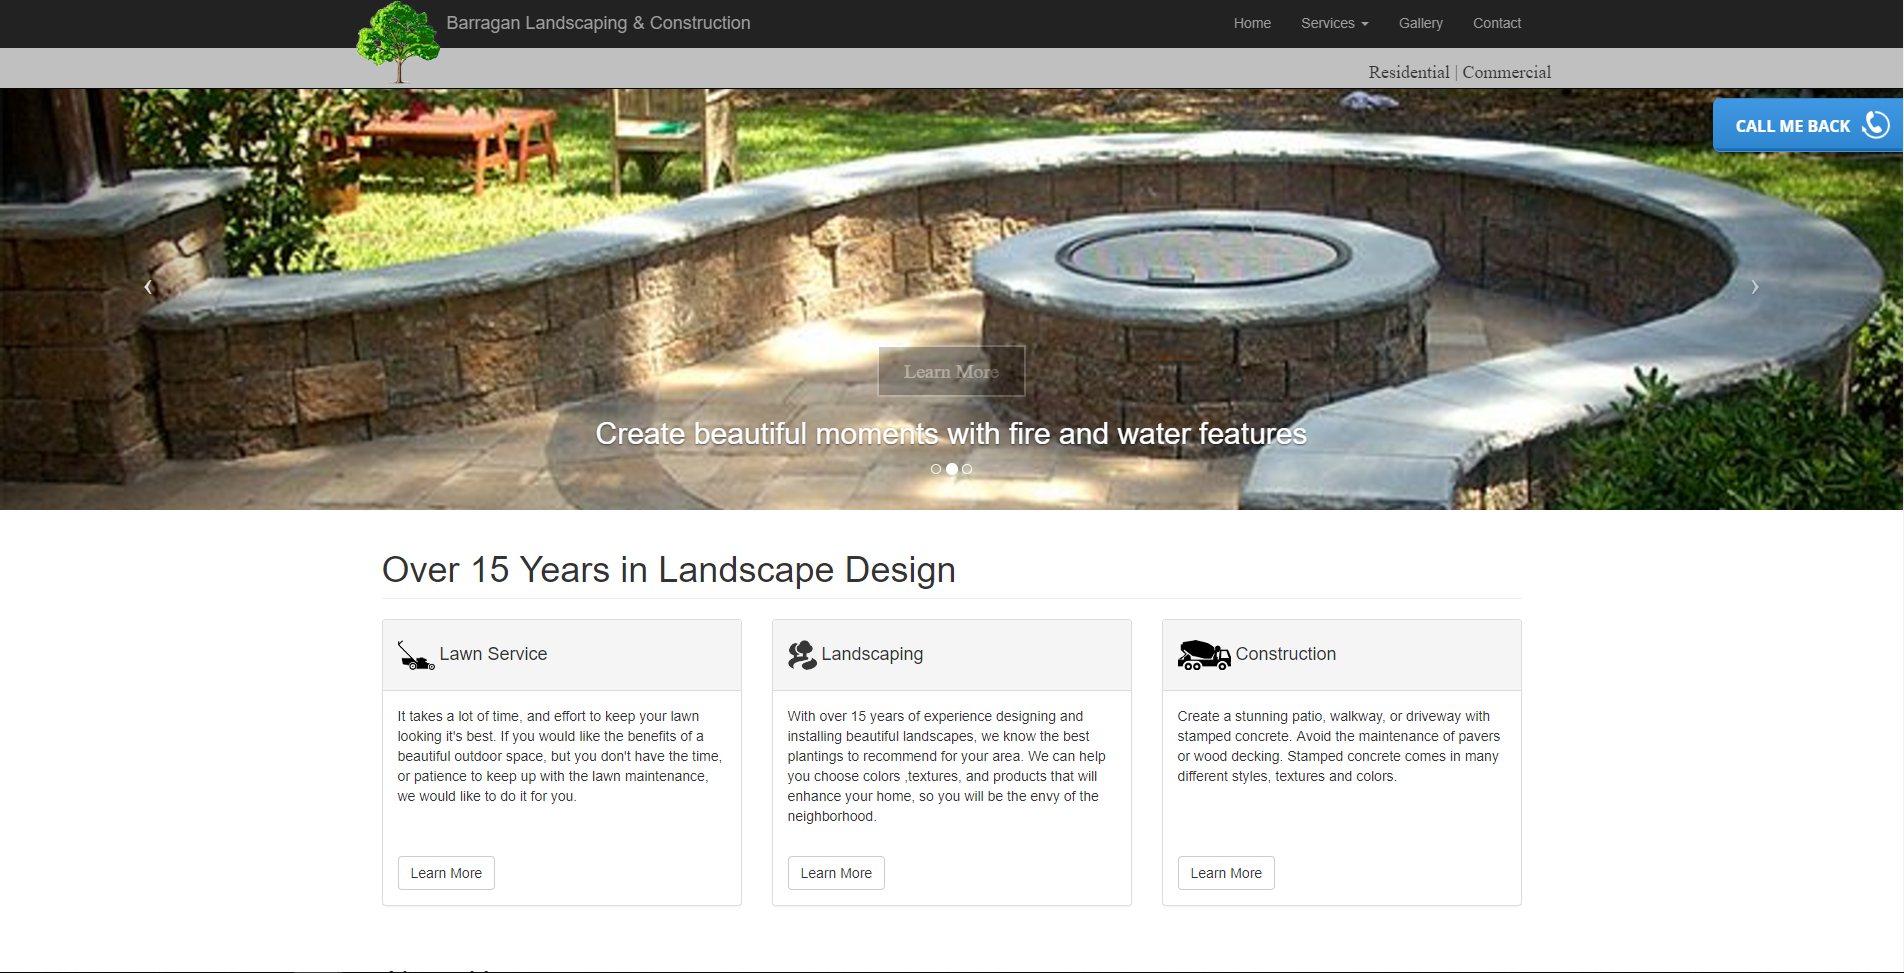 Barragan Landscaping & Construction
Home
Services
Gallery
Contact
Residential | Commercial
CALL ME BACK
Learn More
Create beautiful moments with fire and water features
Over 15 Years in Landscape Design
Lawn Service
It takes a lot of time, and effort to keep your lawn
looking it's best. If you would like the benefits of a
beautiful outdoor space, but you don't have the time,
or patience to keep up with the lawn maintenance,
we would like to do it for you.
Learn More
Landscaping
With over 15 years of experience designing and
installing beautiful landscapes, we know the best
plantings to recommend for your area. We can help
you choose colors ,textures, and products that will
enhance your home, so you will be the envy of the
neighborhood.
Learn More
Construction
Create a stunning patio, walkway, or driveway with
stamped concrete. Avoid the maintenance of pavers
or wood decking. Stamped concrete comes in many
different styles, textures and colors.
Learn More